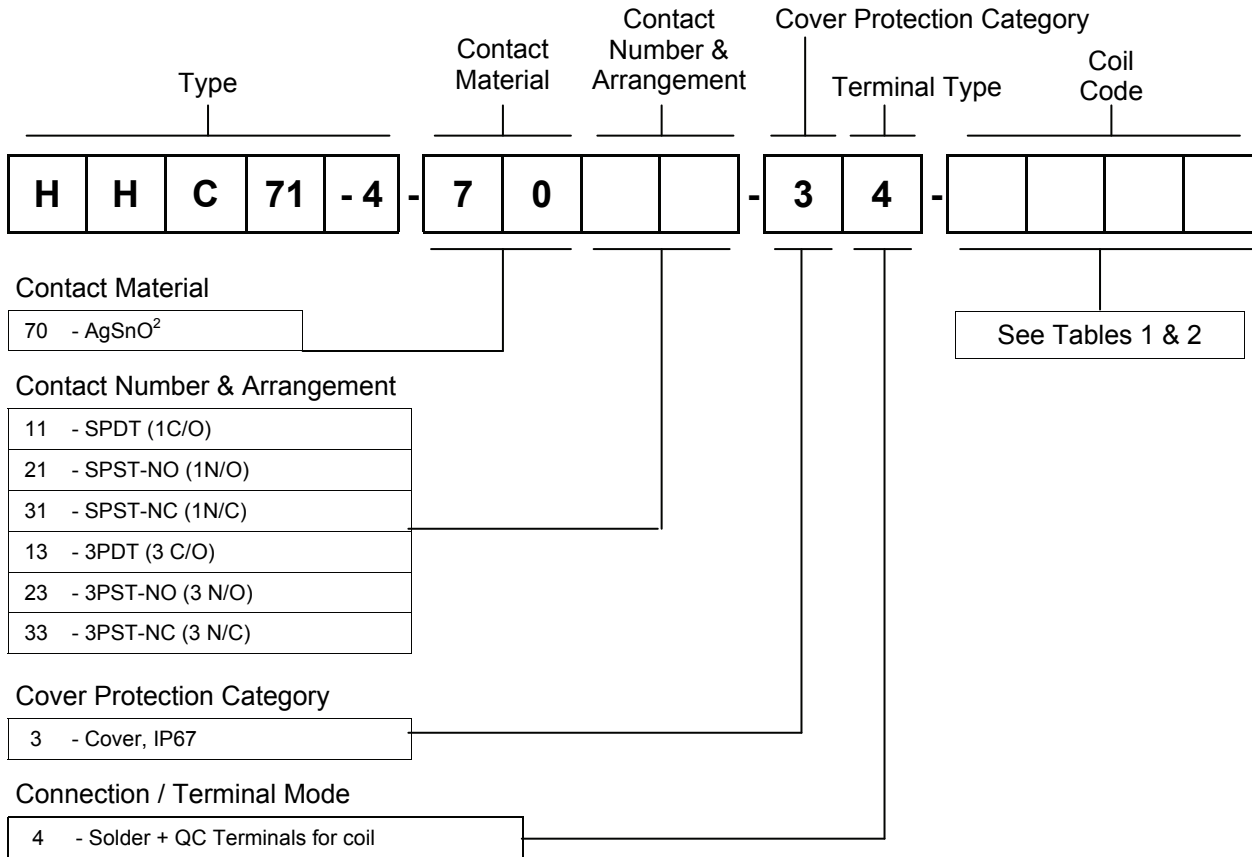 Type
Contact
Material
Contact
Number &
Arrangement
Cover Protection Category
Terminal Type
Coil
Code
H H C 71 - 4 - 7 0 - 3 4 -
Contact Material
70 - AgSnO²
See Tables 1 & 2
Contact Number & Arrangement
11 - SPDT (1C/O)
21 - SPST-NO (1N/O)
31 - SPST-NC (1N/C)
13 - 3PDT (3 C/O)
23 - 3PST-NO (3 N/O)
33 - 3PST-NC (3 N/C)
Cover Protection Category
3 - Cover, IP67
Connection / Terminal Mode
4 - Solder + QC Terminals for coil